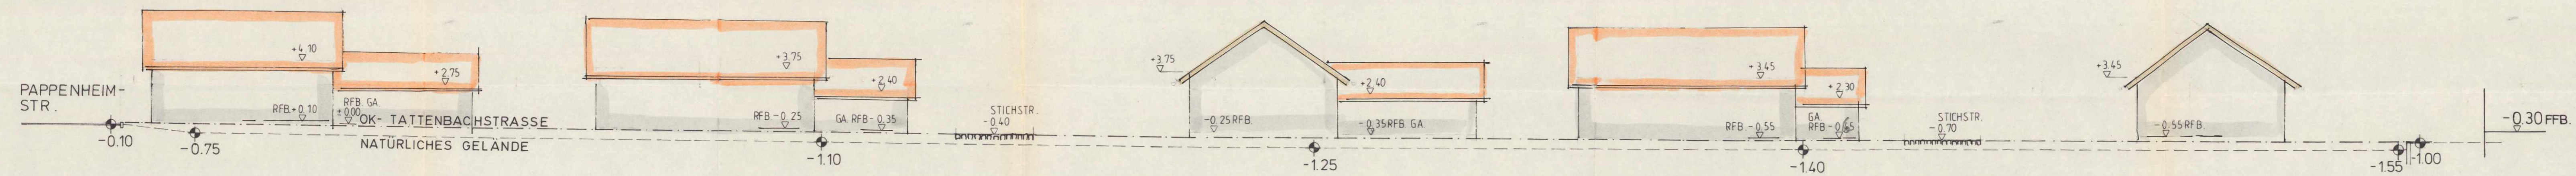 PAPPENHEIM-
STR.
-0.10
-0.75
+4.10
RFB.+0.10
+2.75
RFB. GA.
±0.00
OK- TATTENBACHSTRASSE
NATÜRLICHES GELÄNDE
+3.75
RFB.-0.25
+2.40
GA. RFB-0.35
-1.10
STICHSTR.
-0.40
+3.75
-0.25 RFB.
+2.40
-0.35 RFB. GA.
-1.25
+3.45
RFB.-0.55
+2.30
GA.
-1.40
STICHSTR.
-0.70
+3.45
-0.55 RFB.
-1.55
-1.00
-0.30 FFB.